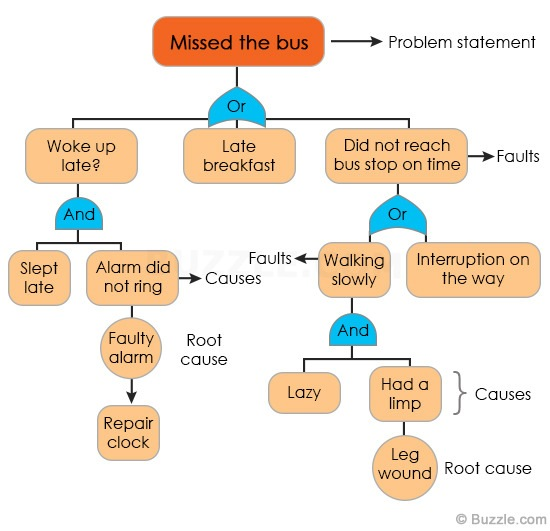 Missed the bus
Problem statement
Or
Woke up
late?
Late
breakfast
Did not reach
bus stop on time
Faults
And
Or
Slept
late
Alarm did
not ring
Causes
Faults
Walking
slowly
Interruption on
the way
Faulty
alarm
Root
cause
And
Lazy
Had a
limp
Causes
Repair
clock
Leg
wound
Root cause
© Buzzle.com